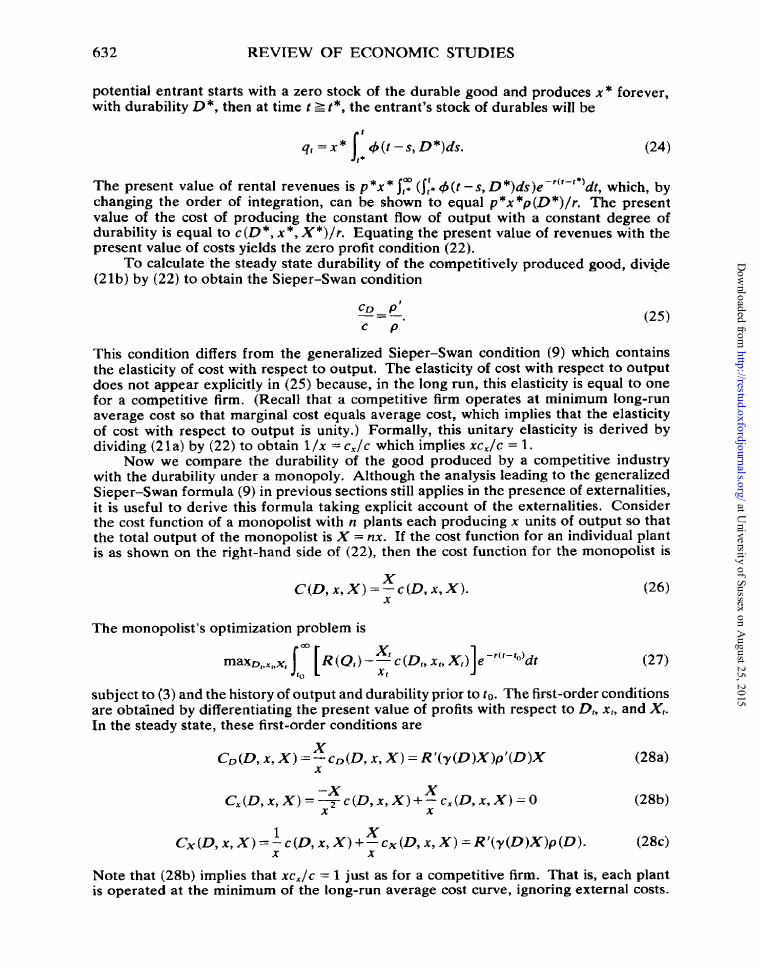 632 REVIEW OF ECONOMIC STUDIES
potential entrant starts with a zero stock of the durable good and produces x* forever,
with durability D*, then at time t ≧ t*, the entrant's stock of durables will be
q_t = x* ∫_{t*}^{t} φ(t − s, D*)ds. (24)
The present value of rental revenues is p*x* ∫_{t*}^{∞} (∫_{t*}^{t} φ(t − s, D*)ds)e^{−r(t−t*)}dt, which, by
changing the order of integration, can be shown to equal p*x*ρ(D*)/r. The present
value of the cost of producing the constant flow of output with a constant degree of
durability is equal to c(D*, x*, X*)/r. Equating the present value of revenues with the
present value of costs yields the zero profit condition (22).
To calculate the steady state durability of the competitively produced good, divide
(21b) by (22) to obtain the Sieper–Swan condition
c_D/c = ρ′/ρ. (25)
This condition differs from the generalized Sieper–Swan condition (9) which contains
the elasticity of cost with respect to output. The elasticity of cost with respect to output
does not appear explicitly in (25) because, in the long run, this elasticity is equal to one
for a competitive firm. (Recall that a competitive firm operates at minimum long-run
average cost so that marginal cost equals average cost, which implies that the elasticity
of cost with respect to output is unity.) Formally, this unitary elasticity is derived by
dividing (21a) by (22) to obtain 1/x = c_x/c which implies xc_x/c = 1.
Now we compare the durability of the good produced by a competitive industry
with the durability under a monopoly. Although the analysis leading to the generalized
Sieper–Swan formula (9) in previous sections still applies in the presence of externalities,
it is useful to derive this formula taking explicit account of the externalities. Consider
the cost function of a monopolist with n plants each producing x units of output so that
the total output of the monopolist is X = nx. If the cost function for an individual plant
is as shown on the right-hand side of (22), then the cost function for the monopolist is
C(D, x, X) = X/x c(D, x, X). (26)
The monopolist's optimization problem is
max_{D_t,x_t,X_t} ∫_{t_0}^{∞} [R(Q_t) − X_t/x_t c(D_t, x_t, X_t)]e^{−r(t−t_0)}dt (27)
subject to (3) and the history of output and durability prior to t_0. The first-order conditions
are obtained by differentiating the present value of profits with respect to D_t, x_t, and X_t.
In the steady state, these first-order conditions are
C_D(D, x, X) = X/x c_D(D, x, X) = R′(γ(D)X)ρ′(D)X (28a)
C_x(D, x, X) = −X/x² c(D, x, X) + X/x c_x(D, x, X) = 0 (28b)
C_X(D, x, X) = 1/x c(D, x, X) + X/x c_X(D, x, X) = R′(γ(D)X)ρ(D). (28c)
Note that (28b) implies that xc_x/c = 1 just as for a competitive firm. That is, each plant
is operated at the minimum of the long-run average cost curve, ignoring external costs.
Downloaded from http://restud.oxfordjournals.org/ at University of Sussex on August 25, 2015